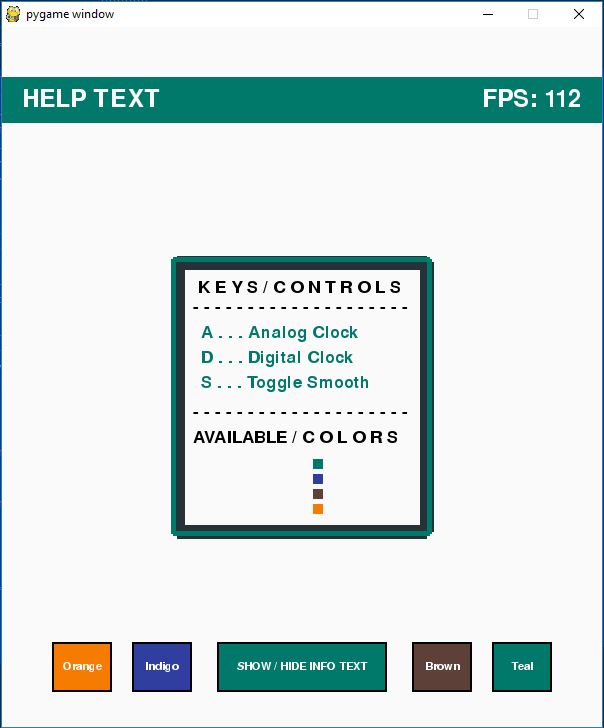 pygame window
HELP TEXT FPS: 112
KEYS/CONTROLS
- - - - - - - - - - - - - - - - - - - -
A . . . Analog Clock
D . . . Digital Clock
S . . . Toggle Smooth
- - - - - - - - - - - - - - - - - - - -
AVAILABLE / COLORS
Orange Indigo SHOW / HIDE INFO TEXT Brown Teal